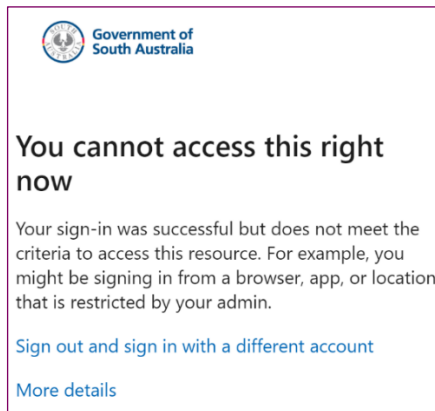 Government of
South Australia
You cannot access this right
now
Your sign-in was successful but does not meet the
criteria to access this resource. For example, you
might be signing in from a browser, app, or location
that is restricted by your admin.
Sign out and sign in with a different account
More details